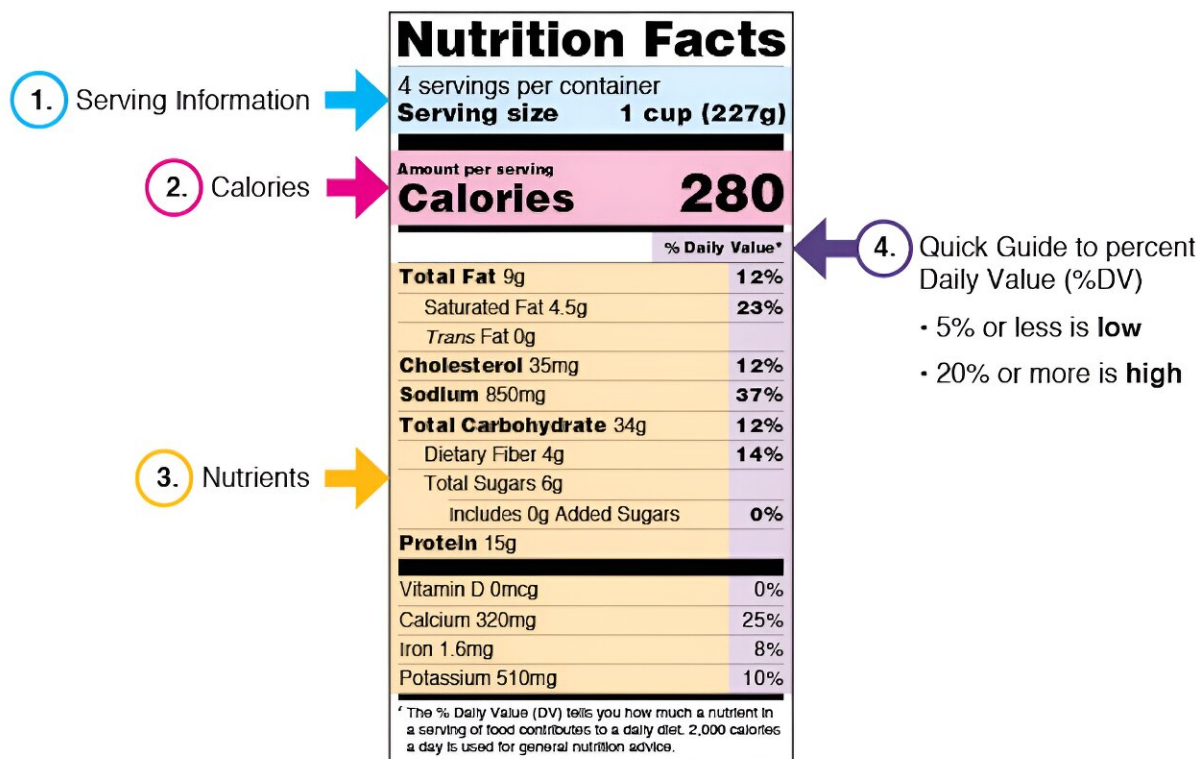 Nutrition Facts
4 servings per container
Serving size 1 cup (227g)
1. Serving Information
Amount per serving
Calories 280
2. Calories
% Daily Value*
4. Quick Guide to percent
Daily Value (%DV)
• 5% or less is low
• 20% or more is high
Total Fat 9g 12%
Saturated Fat 4.5g 23%
Trans Fat 0g
Cholesterol 35mg 12%
Sodium 850mg 37%
Total Carbohydrate 34g 12%
Dietary Fiber 4g 14%
3. Nutrients
Total Sugars 6g
Includes 0g Added Sugars 0%
Protein 15g
Vitamin D 0mcg 0%
Calcium 320mg 25%
Iron 1.6mg 8%
Potassium 510mg 10%
* The % Daily Value (DV) tells you how much a nutrient in
a serving of food contributes to a daily diet. 2,000 calories
a day is used for general nutrition advice.